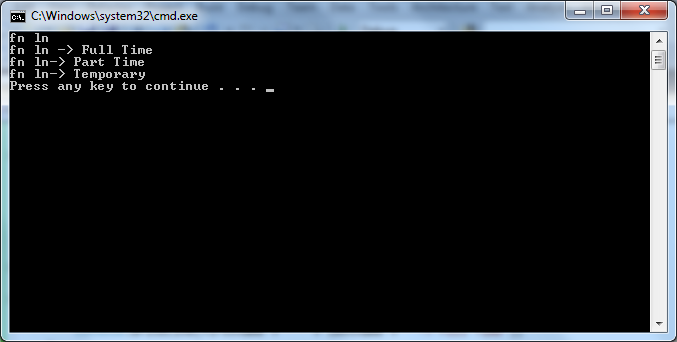 C:\Windows\system32\cmd.exe
fn ln
fn ln -> Full Time
fn ln-> Part Time
fn ln-> Temporary
Press any key to continue . . .